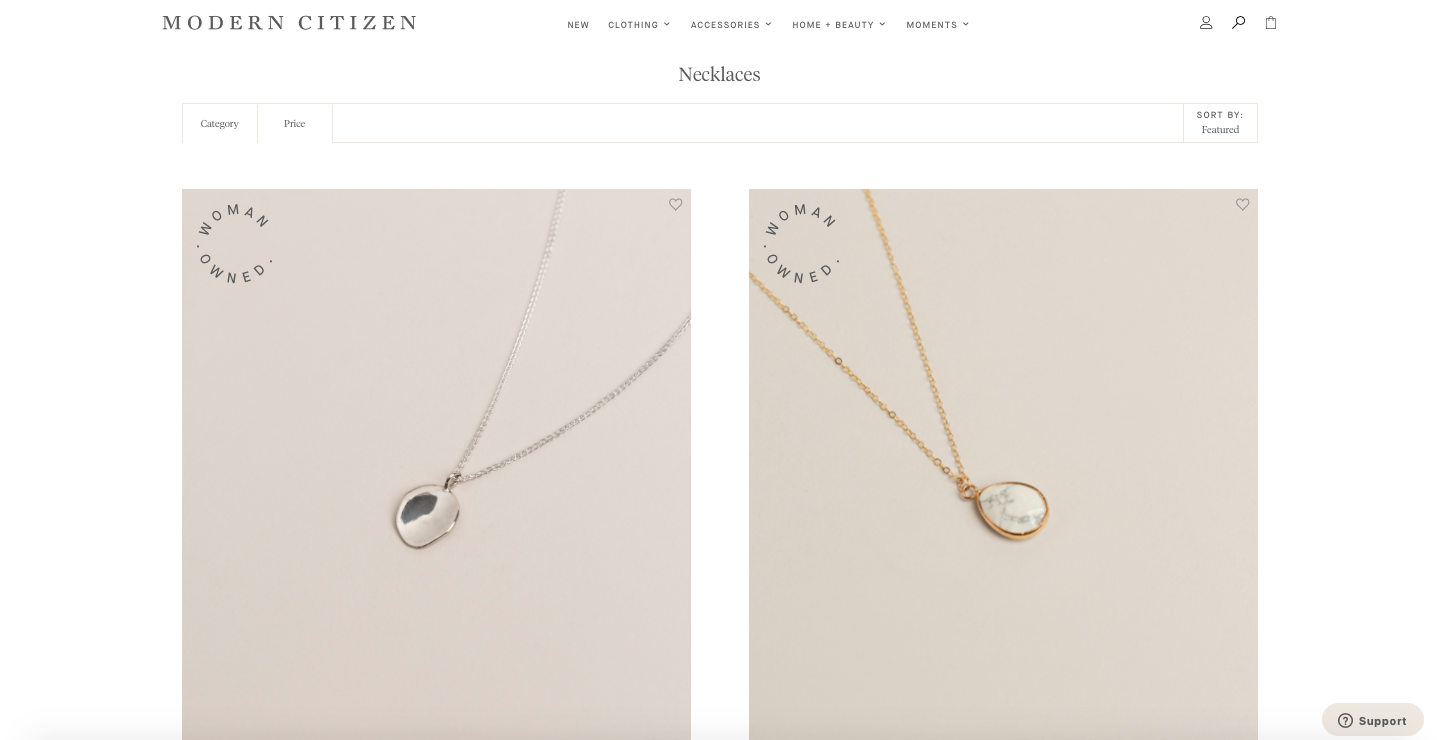 MODERN CITIZEN
NEW CLOTHING ACCESSORIES HOME + BEAUTY MOMENTS
Necklaces
Category Price
SORT BY:
Featured
· WOMAN · OWNED
· WOMAN · OWNED
Support